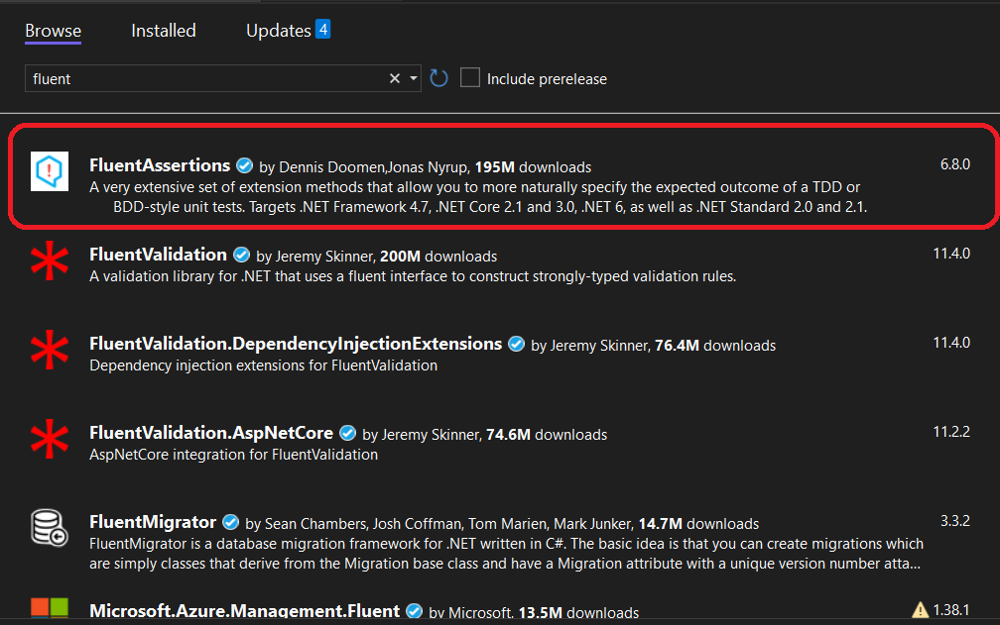 Browse Installed Updates 4
fluent
Include prerelease
FluentAssertions by Dennis Doomen,Jonas Nyrup, 195M downloads 6.8.0
A very extensive set of extension methods that allow you to more naturally specify the expected outcome of a TDD or
BDD-style unit tests. Targets .NET Framework 4.7, .NET Core 2.1 and 3.0, .NET 6, as well as .NET Standard 2.0 and 2.1.
FluentValidation by Jeremy Skinner, 200M downloads 11.4.0
A validation library for .NET that uses a fluent interface to construct strongly-typed validation rules.
FluentValidation.DependencyInjectionExtensions by Jeremy Skinner, 76.4M downloads 11.4.0
Dependency injection extensions for FluentValidation
FluentValidation.AspNetCore by Jeremy Skinner, 74.6M downloads 11.2.2
AspNetCore integration for FluentValidation
FluentMigrator by Sean Chambers, Josh Coffman, Tom Marien, Mark Junker, 14.7M downloads 3.3.2
FluentMigrator is a database migration framework for .NET written in C#. The basic idea is that you can create migrations which
are simply classes that derive from the Migration base class and have a Migration attribute with a unique version number atta...
Microsoft.Azure.Management.Fluent by Microsoft, 13.5M downloads 1.38.1